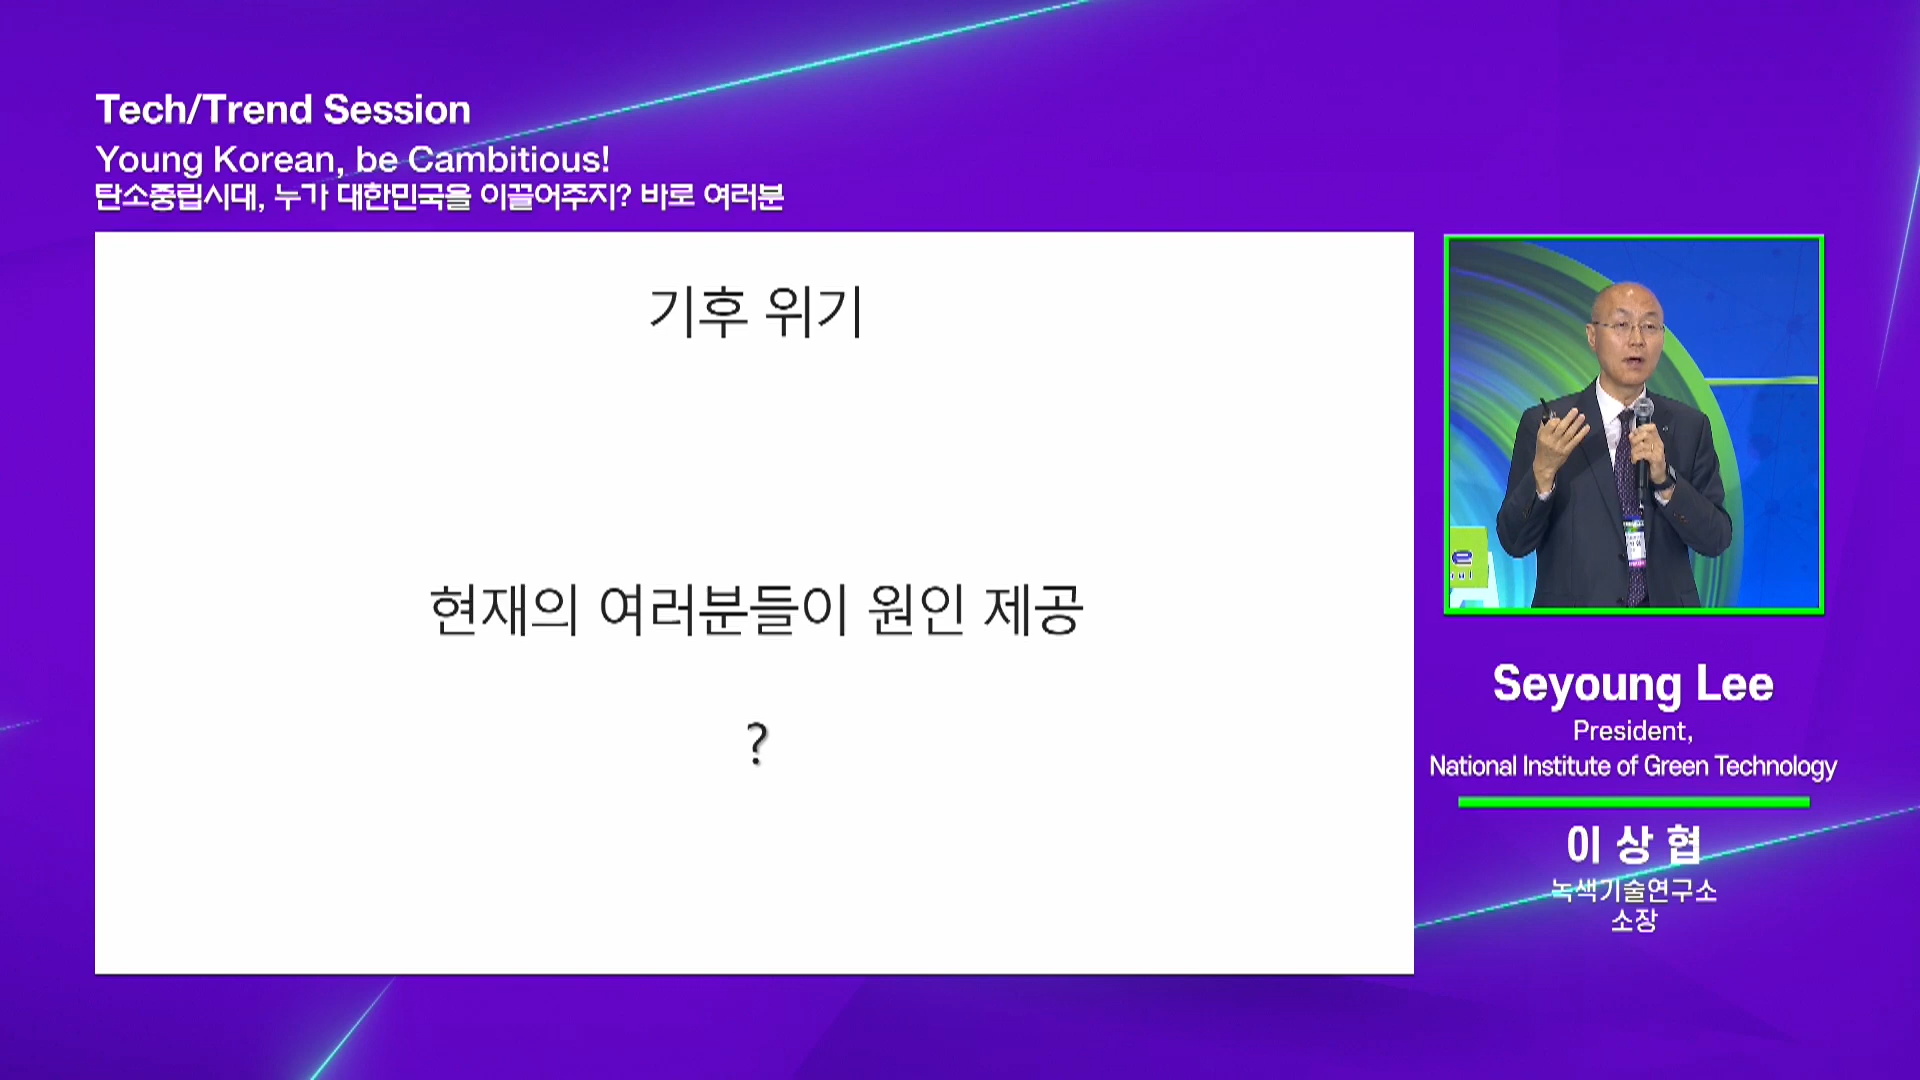 Tech/Trend Session
Young Korean, be Cambitious!
탄소중립시대, 누가 대한민국을 이끌어주지? 바로 여러분
기후 위기
현재의 여러분들이 원인 제공
?
e
Seyoung Lee
President,
National Institute of Green Technology
이상협
녹색기술연구소
소장